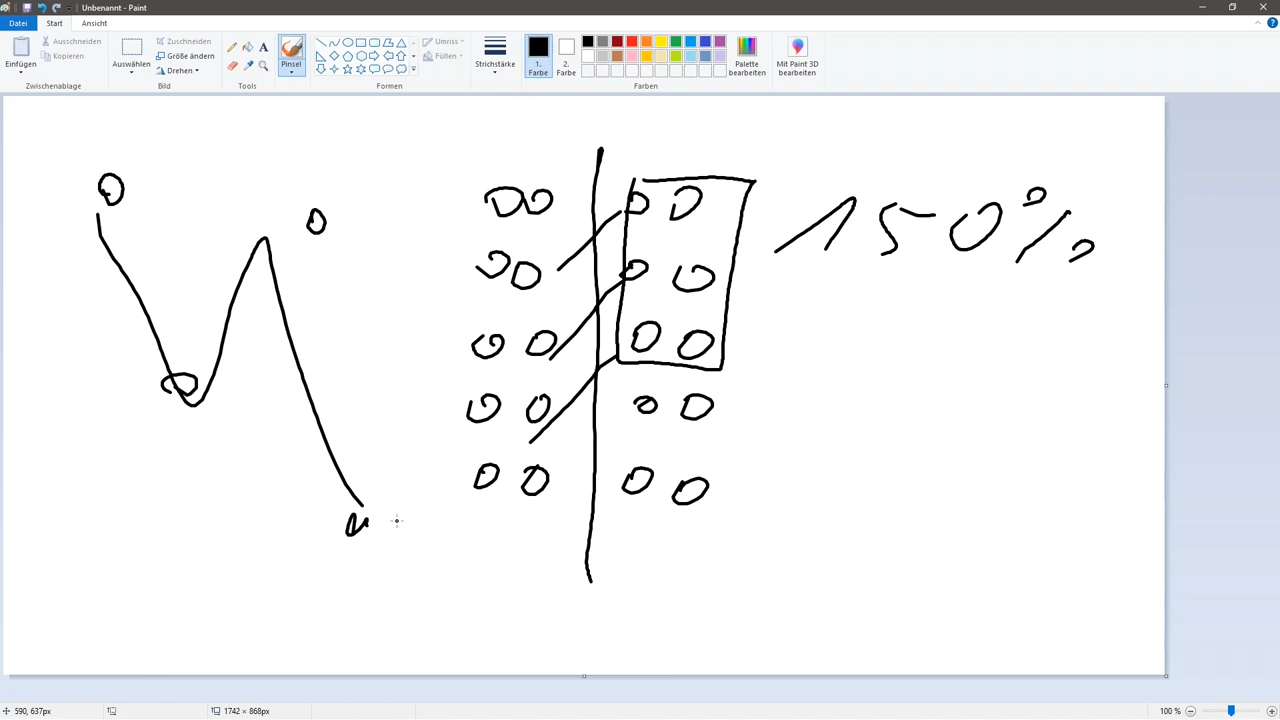 Unbenannt - Paint
Datei
Start
Ansicht
Einfügen
Ausschneiden
Kopieren
Zwischenablage
Auswählen
Zuschneiden
Größe ändern
Drehen
Bild
A
Tools
Pinsel
Umriss
Füllen
Formen
Strichstärke
1.
Farbe
2.
Farbe
Farben
Palette
bearbeiten
Mit Paint 3D
bearbeiten
150%
590, 637px
1742 × 868px
100 %